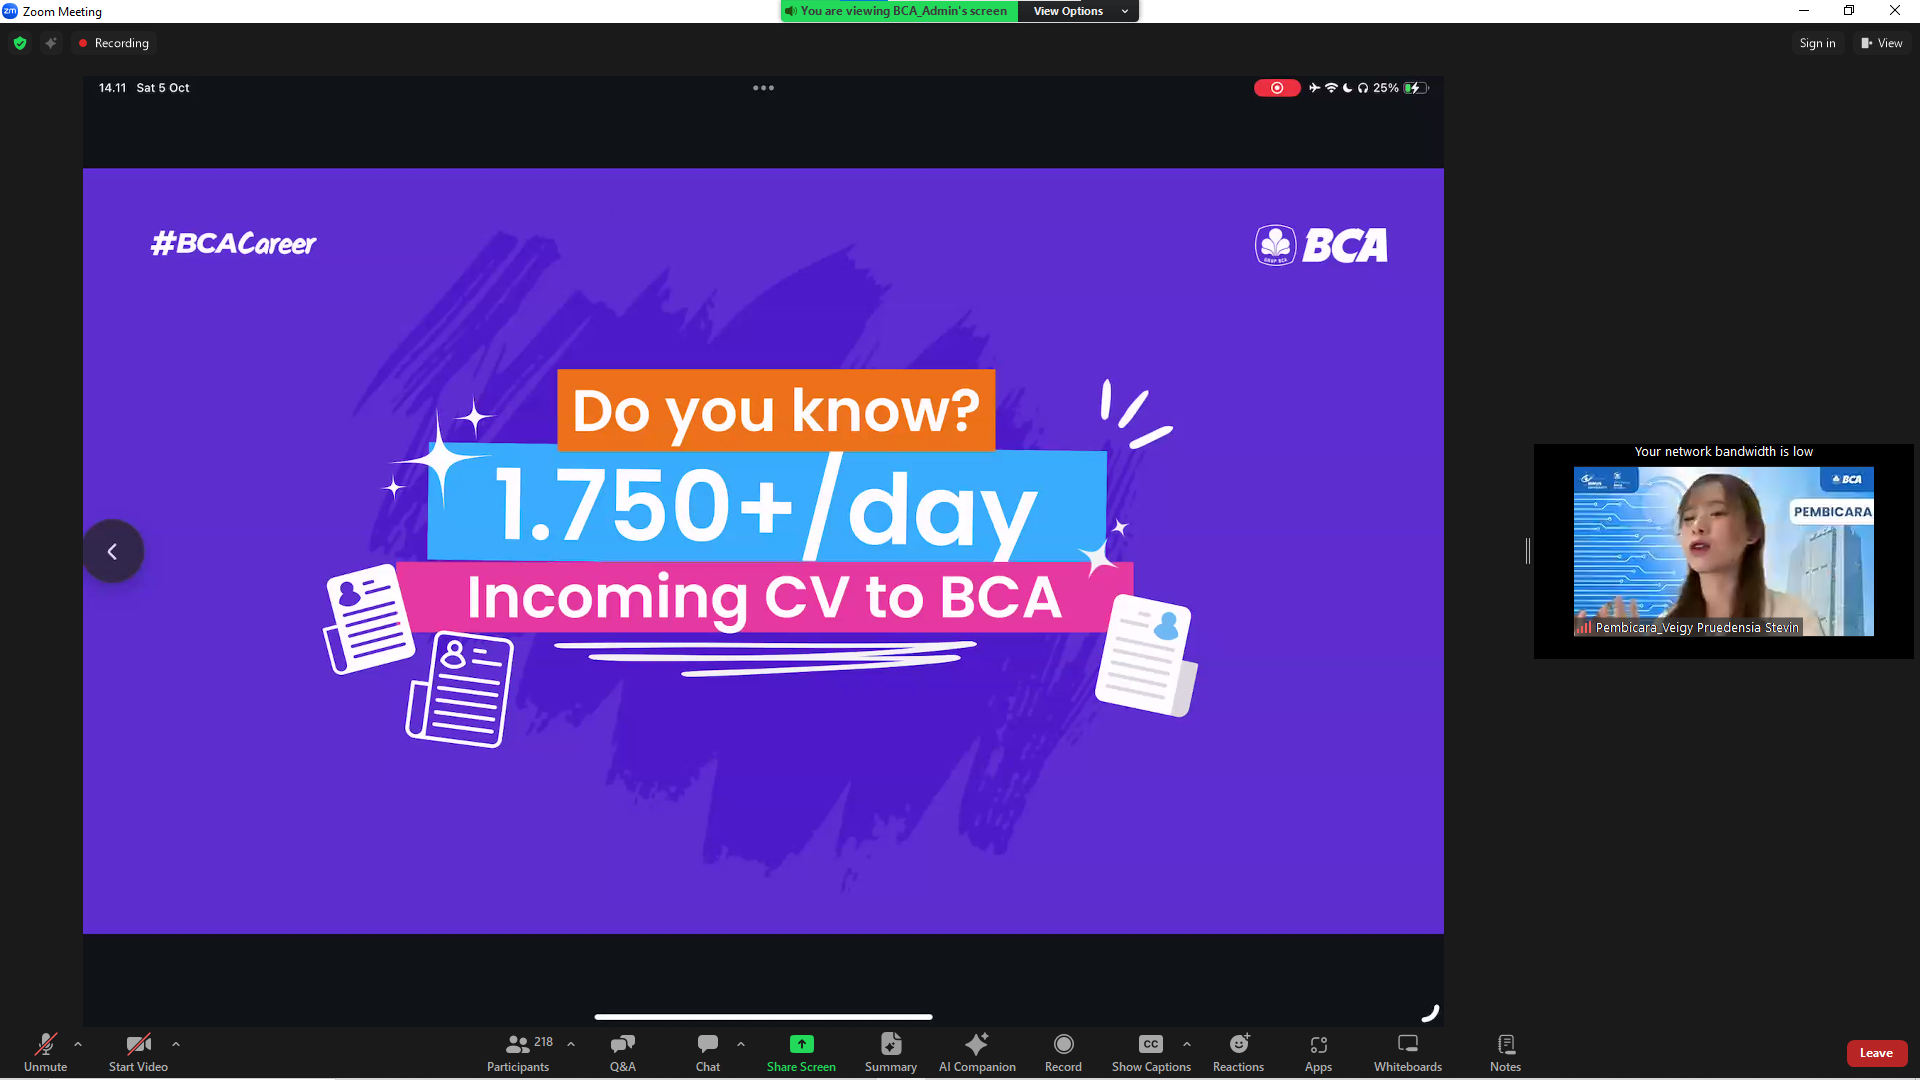 Zoom Meeting
You are viewing BCA_Admin's screen
View Options
Recording
Sign in
View
14.11 Sat 5 Oct
25%
#BCACareer
BCA
Do you know?
1.750+/day
Incoming CV to BCA
Your network bandwidth is low
BCA
PEMBICARA
Pembicara_Veigy Pruedensia Stevin
Unmute
Start Video
218
Participants
Q&A
Chat
Share Screen
Summary
AI Companion
Record
CC
Show Captions
Reactions
Apps
Whiteboards
Notes
Leave